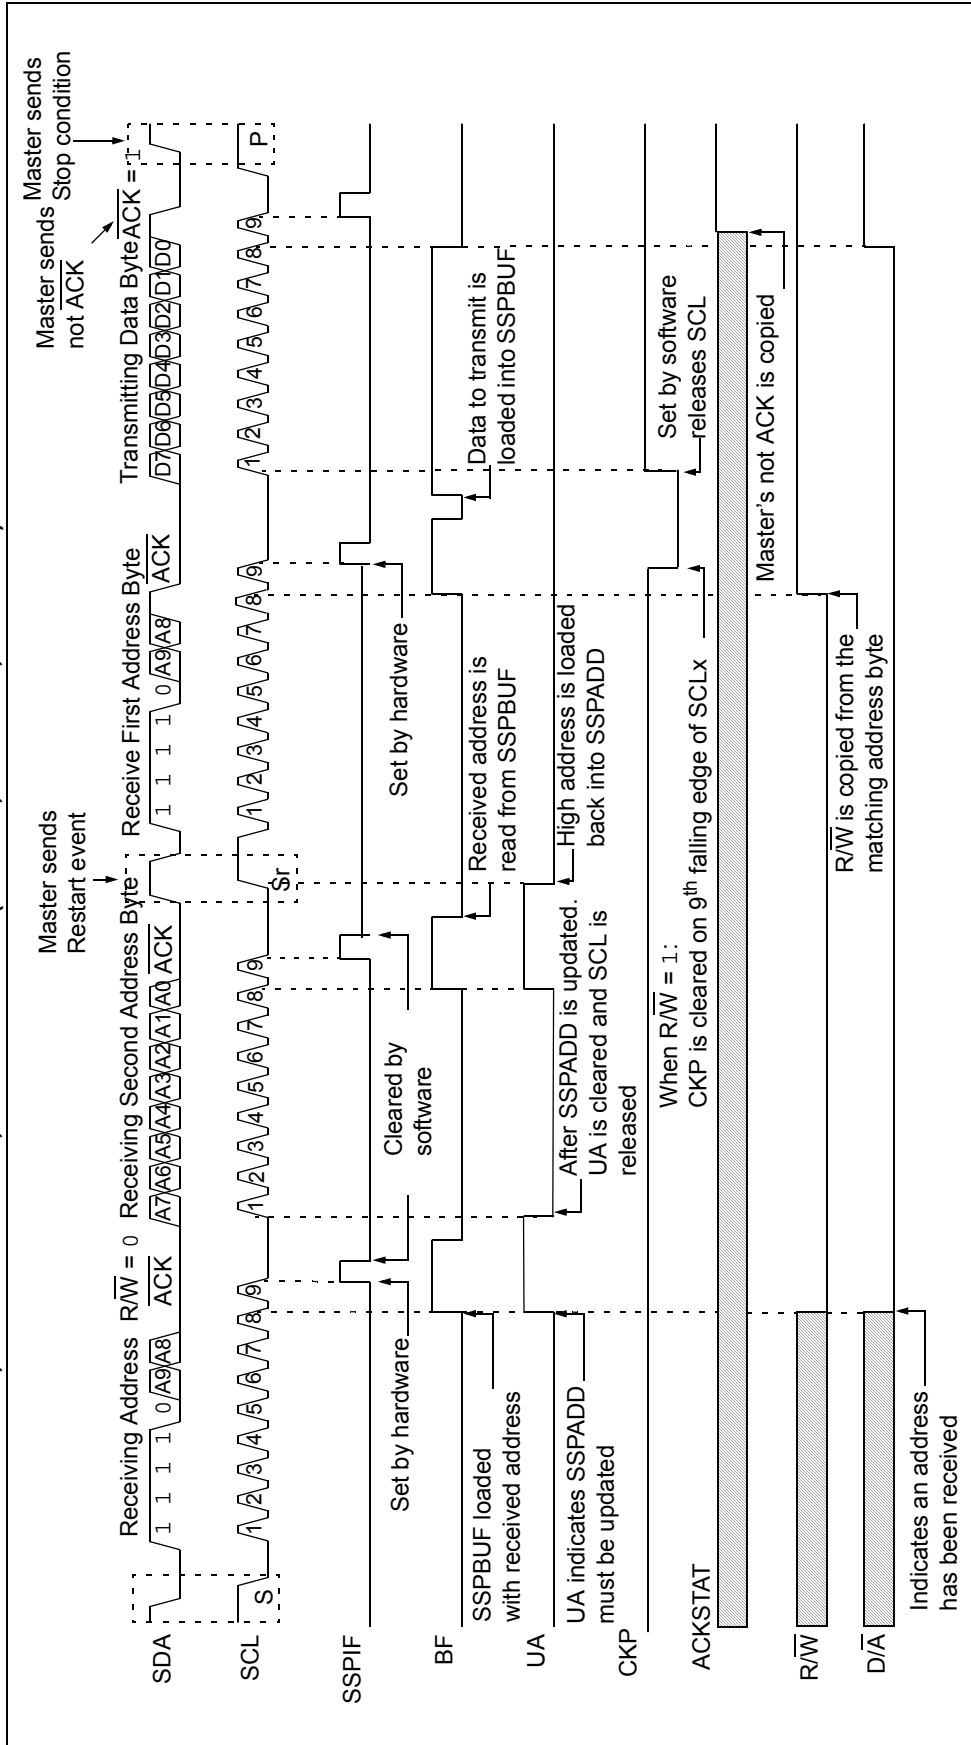 Master sends
Stop condition
Master sends
not ACK
Master sends
Restart event
Receiving Address R/W = 0 Receiving Second Address Byte Receive First Address Byte Transmitting Data Byte ACK = 1
SDA 1 1 1 1 0 A9 A8 ACK A7 A6 A5 A4 A3 A2 A1 A0 ACK 1 1 1 1 0 A9 A8 ACK D7 D6 D5 D4 D3 D2 D1 D0
SCL S 1 2 3 4 5 6 7 8 9 1 2 3 4 5 6 7 8 9 Sr 1 2 3 4 5 6 7 8 9 1 2 3 4 5 6 7 8 9 P
SSPIF
Set by hardware
Cleared by
software
Set by hardware
BF
SSPBUF loaded
with received address
Received address is
read from SSPBUF
Data to transmit is
loaded into SSPBUF
UA
UA indicates SSPADD
must be updated
After SSPADD is updated.
UA is cleared and SCL is
released
High address is loaded
back into SSPADD
CKP
When R/W = 1:
CKP is cleared on 9th falling edge of SCLx
Set by software
releases SCL
ACKSTAT
Master's not ACK is copied
R/W
R/W is copied from the
matching address byte
D/A
Indicates an address
has been received